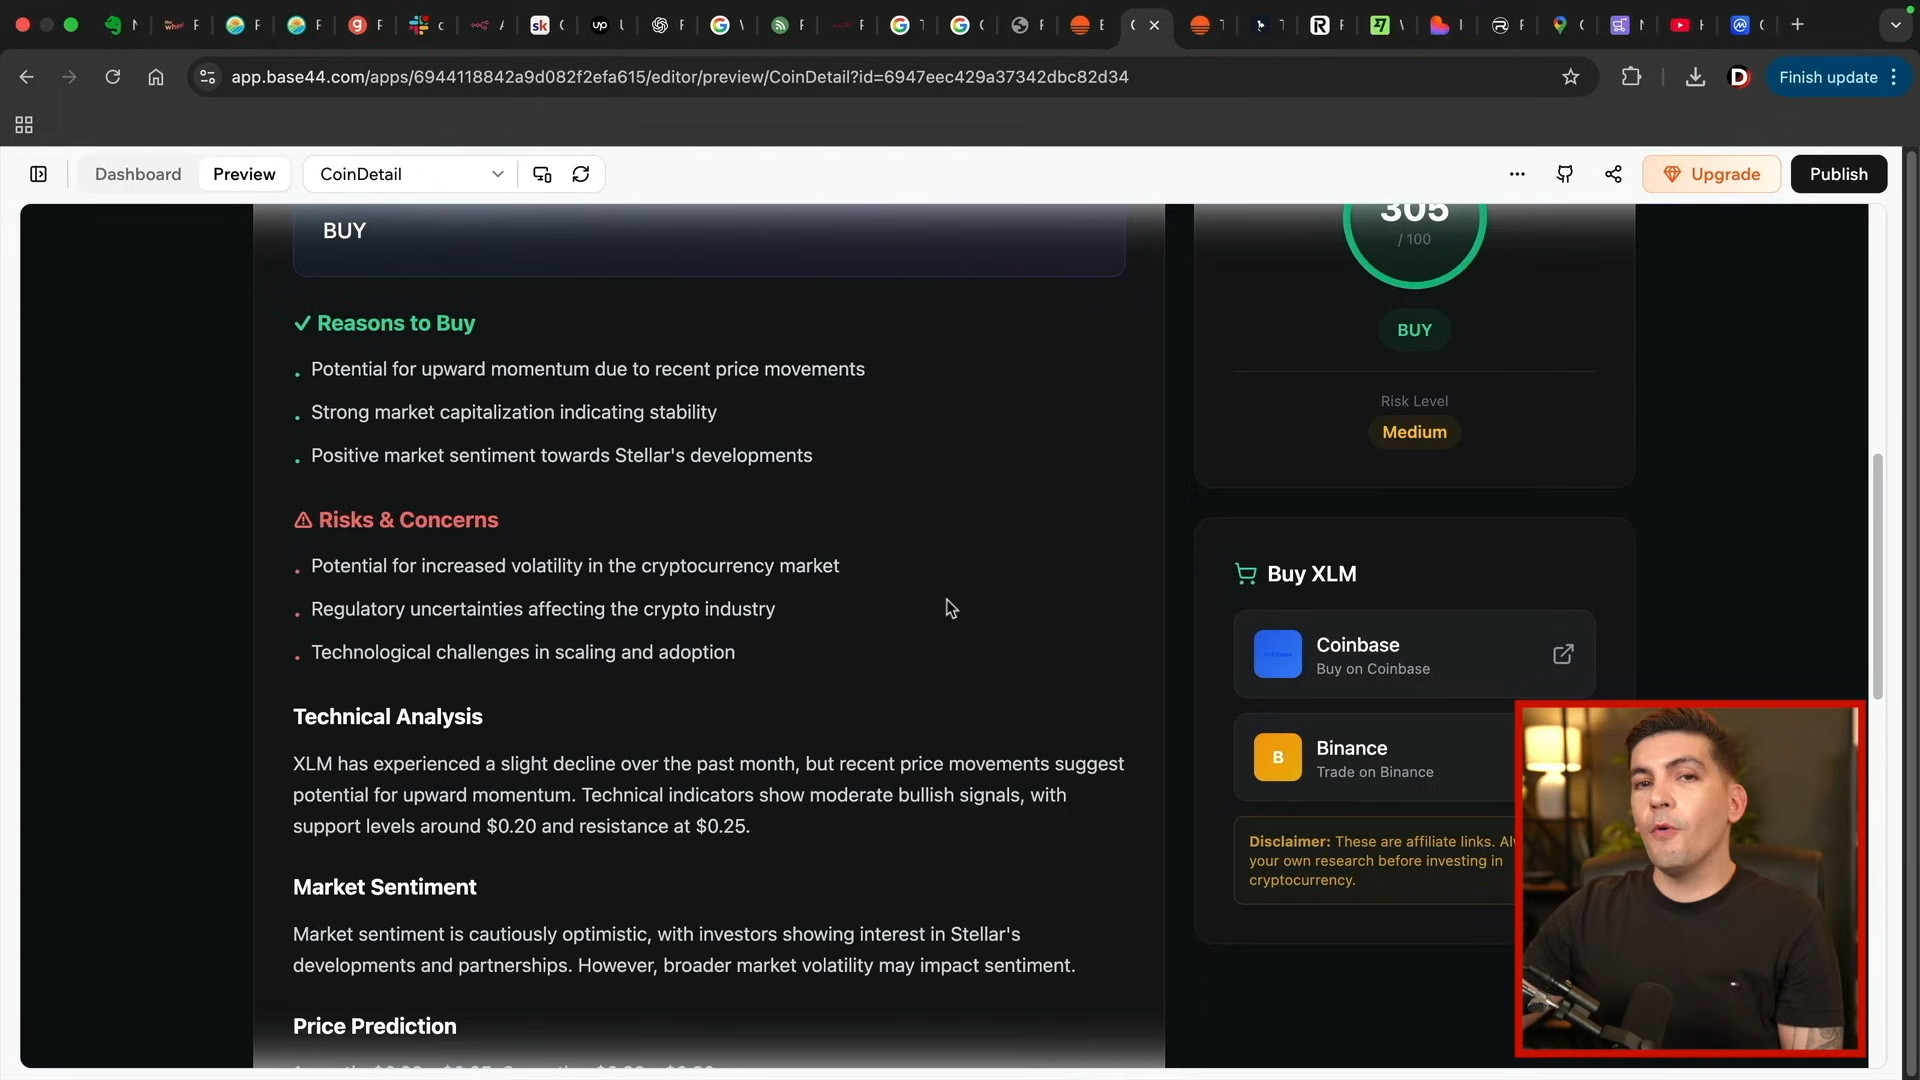 app.base44.com/apps/6944118842a9d082f2efa615/editor/preview/CoinDetail?id=6947eec429a37342dbc82d34
Finish update
Dashboard
Preview
CoinDetail
Upgrade
Publish
BUY
✓ Reasons to Buy
Potential for upward momentum due to recent price movements
Strong market capitalization indicating stability
Positive market sentiment towards Stellar's developments
⚠ Risks & Concerns
Potential for increased volatility in the cryptocurrency market
Regulatory uncertainties affecting the crypto industry
Technological challenges in scaling and adoption
Technical Analysis
XLM has experienced a slight decline over the past month, but recent price movements suggest
potential for upward momentum. Technical indicators show moderate bullish signals, with
support levels around $0.20 and resistance at $0.25.
Market Sentiment
Market sentiment is cautiously optimistic, with investors showing interest in Stellar's
developments and partnerships. However, broader market volatility may impact sentiment.
Price Prediction
305
/ 100
BUY
Risk Level
Medium
Buy XLM
Coinbase
Buy on Coinbase
B
Binance
Trade on Binance
Disclaimer: These are affiliate links.
your own research before investing in
cryptocurrency.